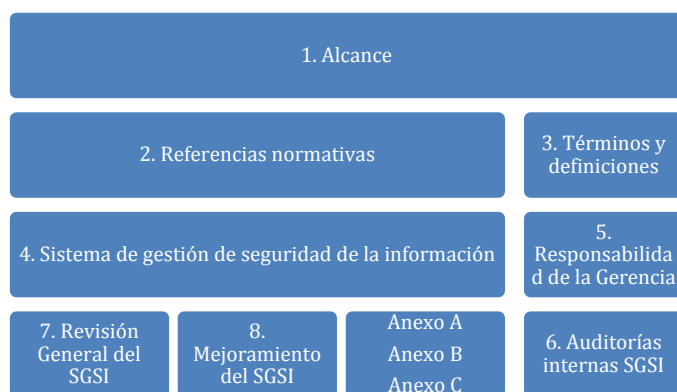 1. Alcance
2. Referencias normativas
3. Términos y
definiciones
4. Sistema de gestión de seguridad de la información
5.
Responsabilida
d de la Gerencia
7. Revisión
General del
SGSI
8.
Mejoramiento
del SGSI
Anexo A
Anexo B
Anexo C
6. Auditorías
internas SGSI